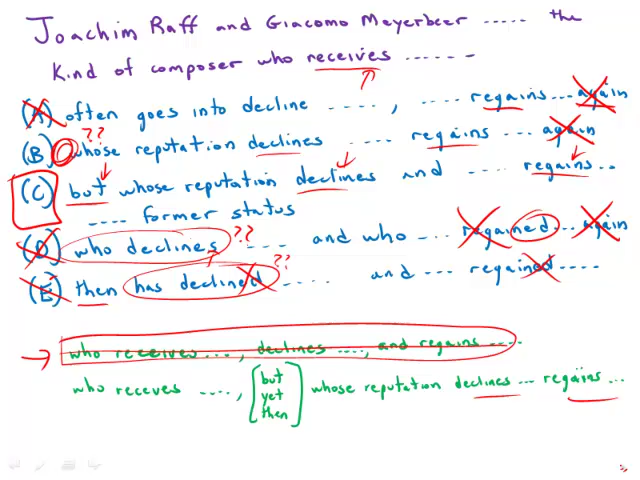 Joachim Raff and Giacomo Meyerbeer ..... the
kind of composer who receives .......
(A) often goes into decline ...., .... regains ... again
??
(B) whose reputation declines .... regains ... again
(C) but whose reputation declines and .... regains ..
.... former status
(D) who declines .... and who ... regained ... again
??
(E) then has declined ..... and ... regained ....
??
who receives ..., declines ...., and regains ....
who receves ...., [but yet then] whose reputation declines ... regains ...